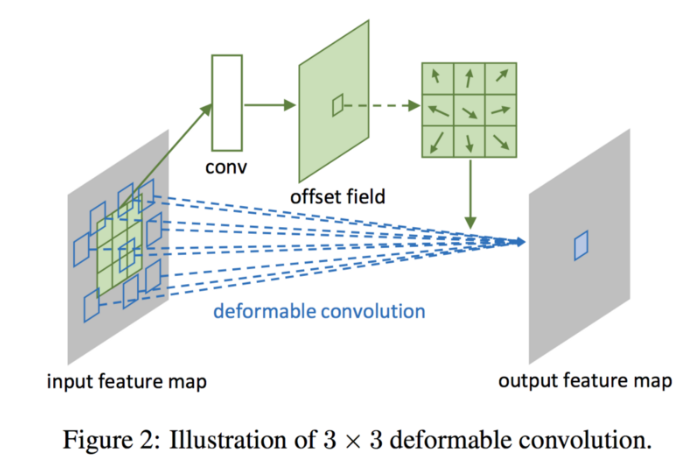 conv
offset field
deformable convolution
input feature map
output feature map
Figure 2: Illustration of 3 × 3 deformable convolution.